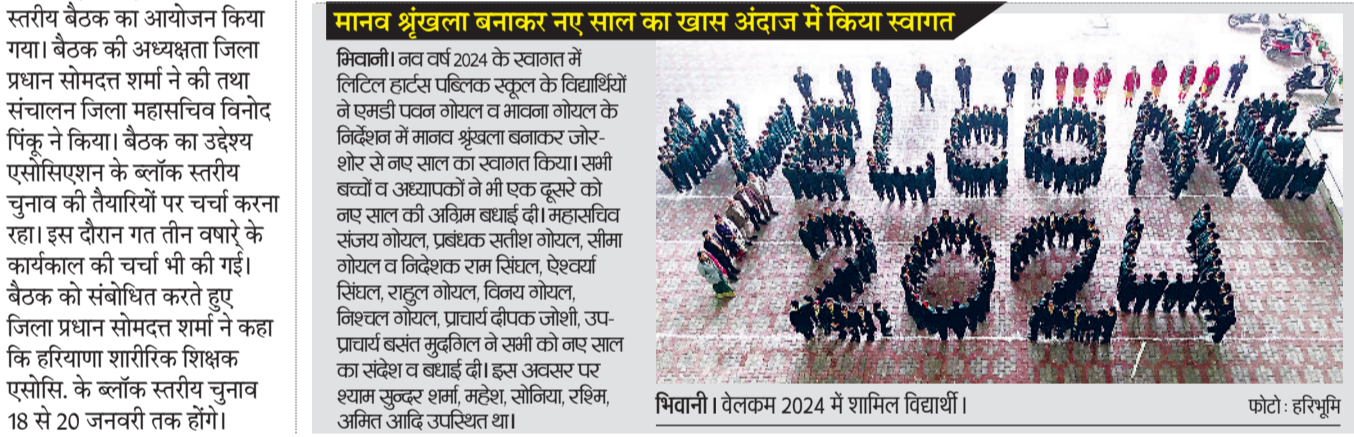 स्तरीय बैठक का आयोजन किया
गया। बैठक की अध्यक्षता जिला
प्रधान सोमदत्त शर्मा ने की तथा
संचालन जिला महासचिव विनोद
पिंकू ने किया। बैठक का उद्देश्य
एसोसिएशन के ब्लॉक स्तरीय
चुनाव की तैयारियों पर चर्चा करना
रहा। इस दौरान गत तीन वषारे के
कार्यकाल की चर्चा भी की गई।
बैठक को संबोधित करते हुए
जिला प्रधान सोमदत्त शर्मा ने कहा
कि हरियाणा शारीरिक शिक्षक
एसोसि. के ब्लॉक स्तरीय चुनाव
18 से 20 जनवरी तक होंगे।
मानव श्रृंखला बनाकर नए साल का खास अंदाज में किया स्वागत
भिवानी। नव वर्ष 2024 के स्वागत में
लिटिल हार्टस पब्लिक स्कूल के विद्यार्थियों
ने एमडी पवन गोयल व भावना गोयल के
निर्देशन में मानव श्रृंखला बनाकर जोर-
शोर से नए साल का स्वागत किया। सभी
बच्चों व अध्यापकों ने भी एक दूसरे को
नए साल की अग्रिम बधाई दी। महासचिव
संजय गोयल, प्रबंधक सतीश गोयल, सीमा
गोयल व निदेशक राम सिंघल, ऐश्वर्या
सिंघल, राहुल गोयल, विनय गोयल,
निश्चल गोयल, प्राचार्य दीपक जोशी, उप-
प्राचार्य बसंत मुदगिल ने सभी को नए साल
का संदेश व बधाई दी। इस अवसर पर
श्याम सुन्दर शर्मा, महेश, सोनिया, रश्मि,
अमित आदि उपस्थित था।
WELCOME
2024
भिवानी। वेलकम 2024 में शामिल विद्यार्थी।
फोटो : हरिभूमि